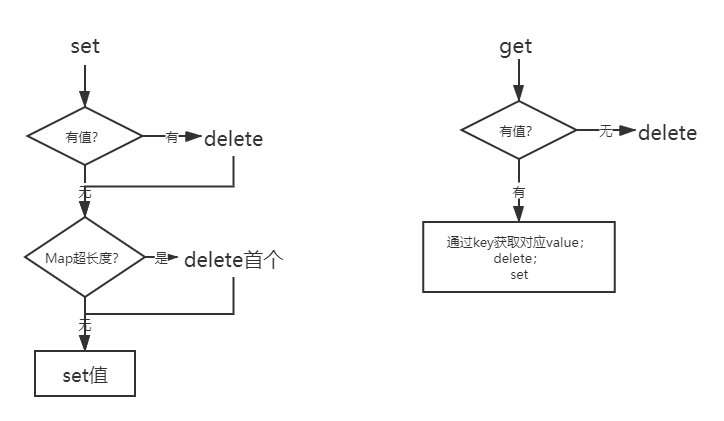 set
有值?
有
delete
无
Map超长度?
是
delete首个
无
set值
get
有值?
无
delete
有
通过key获取对应value;
delete;
set